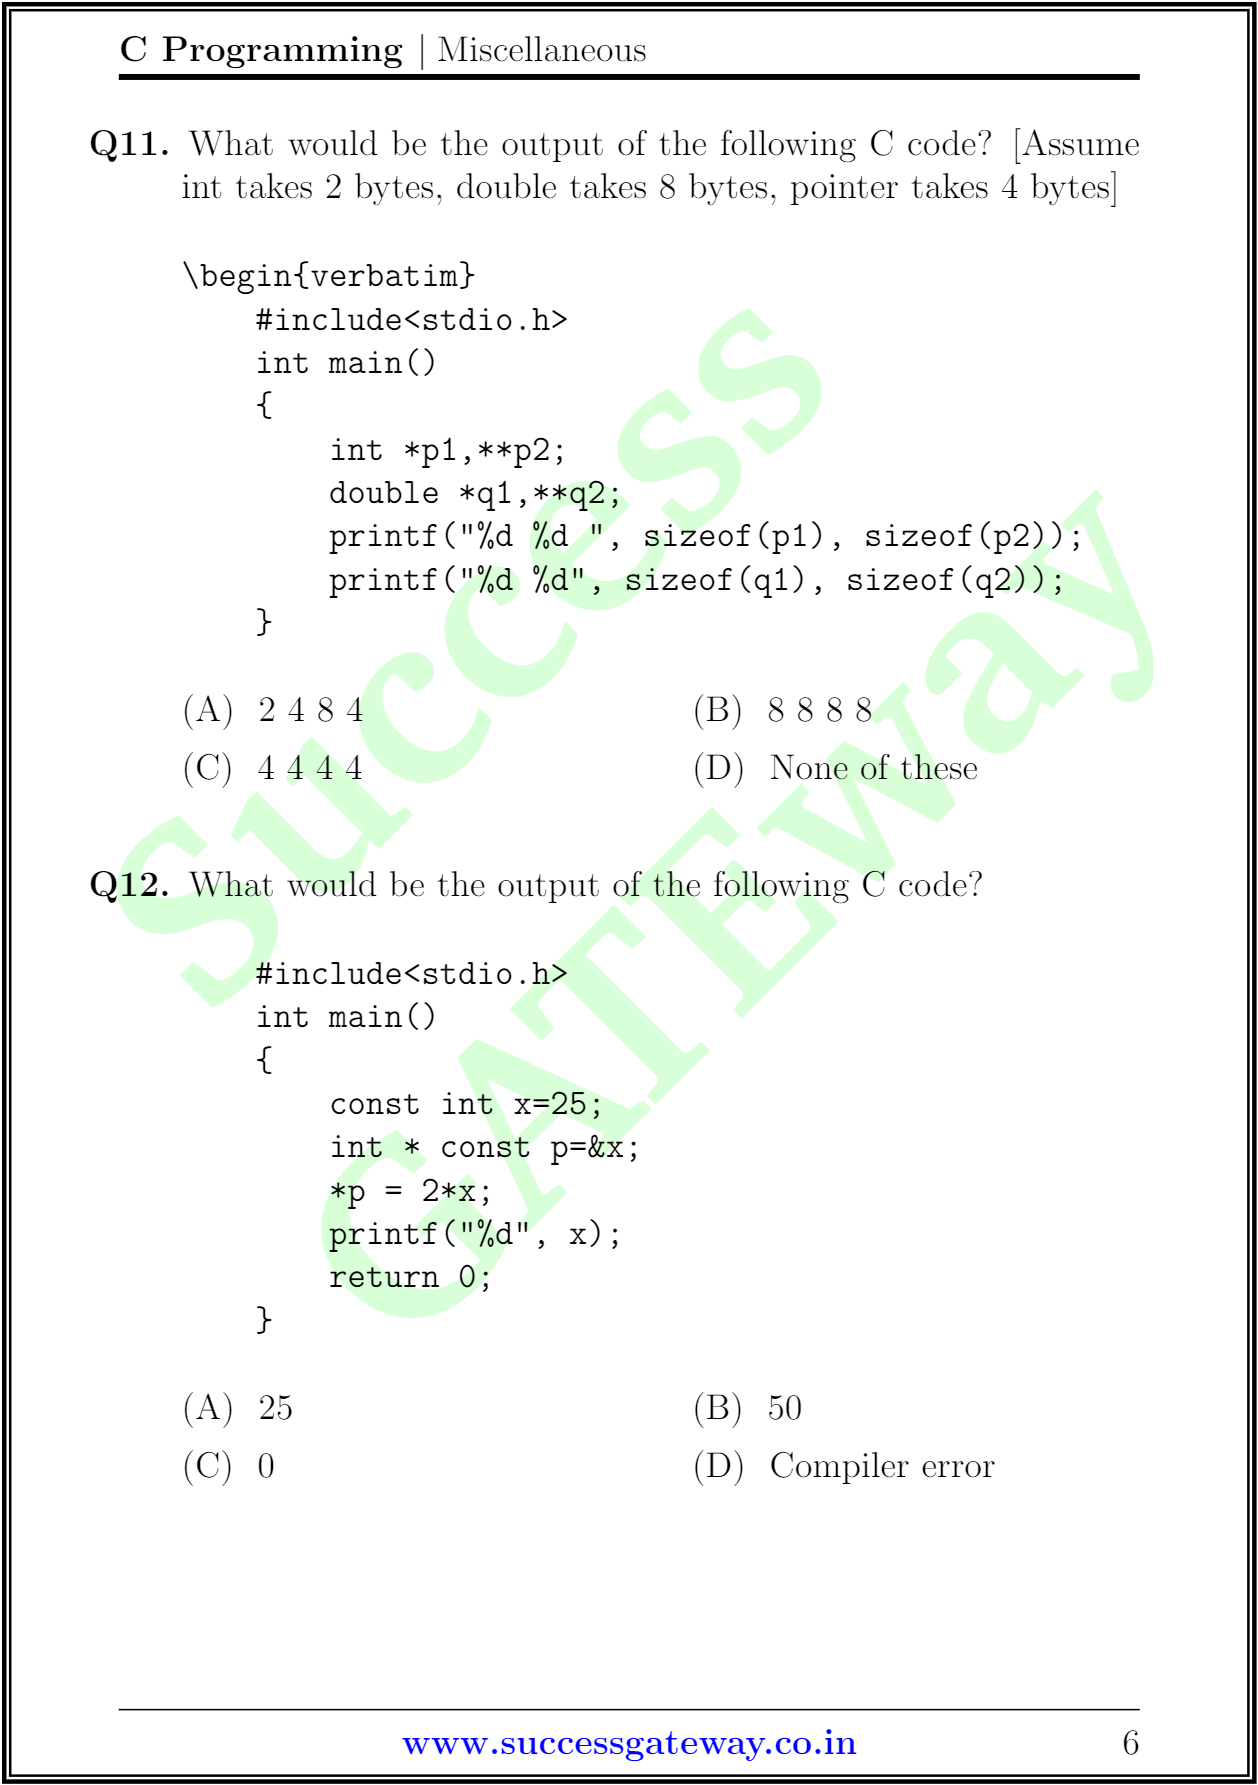 C Programming | Miscellaneous
Q11. What would be the output of the following C code? [Assume
int takes 2 bytes, double takes 8 bytes, pointer takes 4 bytes]
\begin{verbatim}
#include<stdio.h>
int main()
{
int *p1,**p2;
double *q1,**q2;
printf("%d %d ", sizeof(p1), sizeof(p2));
printf("%d %d", sizeof(q1), sizeof(q2));
}
(A) 2 4 8 4 (B) 8 8 8 8
(C) 4 4 4 4 (D) None of these
Q12. What would be the output of the following C code?
#include<stdio.h>
int main()
{
const int x=25;
int * const p=&x;
*p = 2*x;
printf("%d", x);
return 0;
}
(A) 25 (B) 50
(C) 0 (D) Compiler error
www.successgateway.co.in 6
Success
GATEway